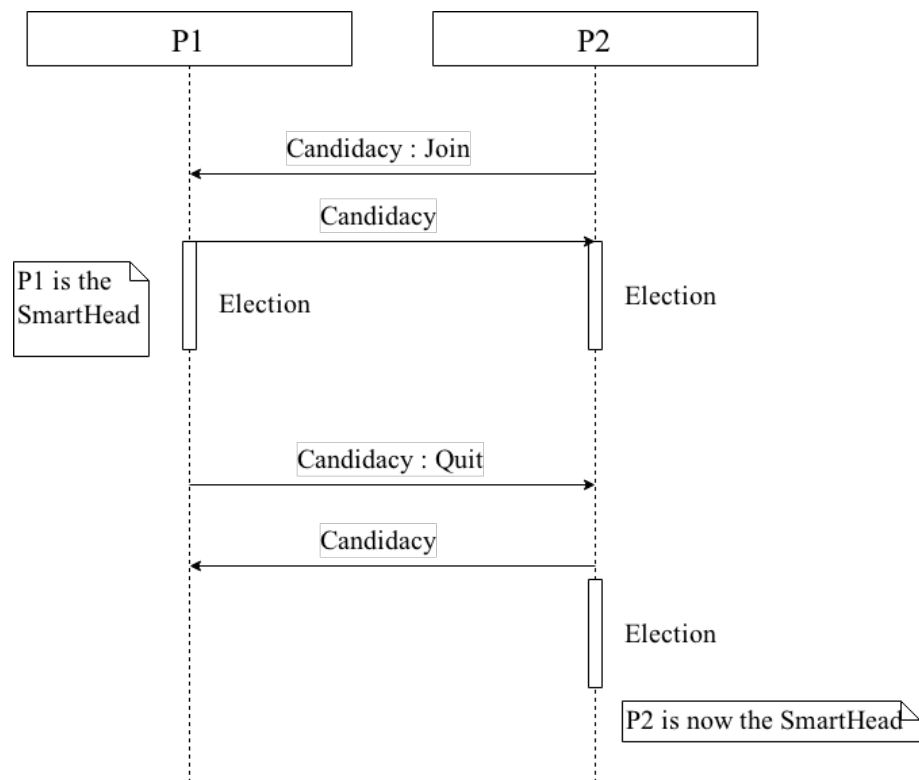 P1
P2
Candidacy : Join
Candidacy
P1 is the
SmartHead
Election
Election
Candidacy : Quit
Candidacy
Election
P2 is now the SmartHead